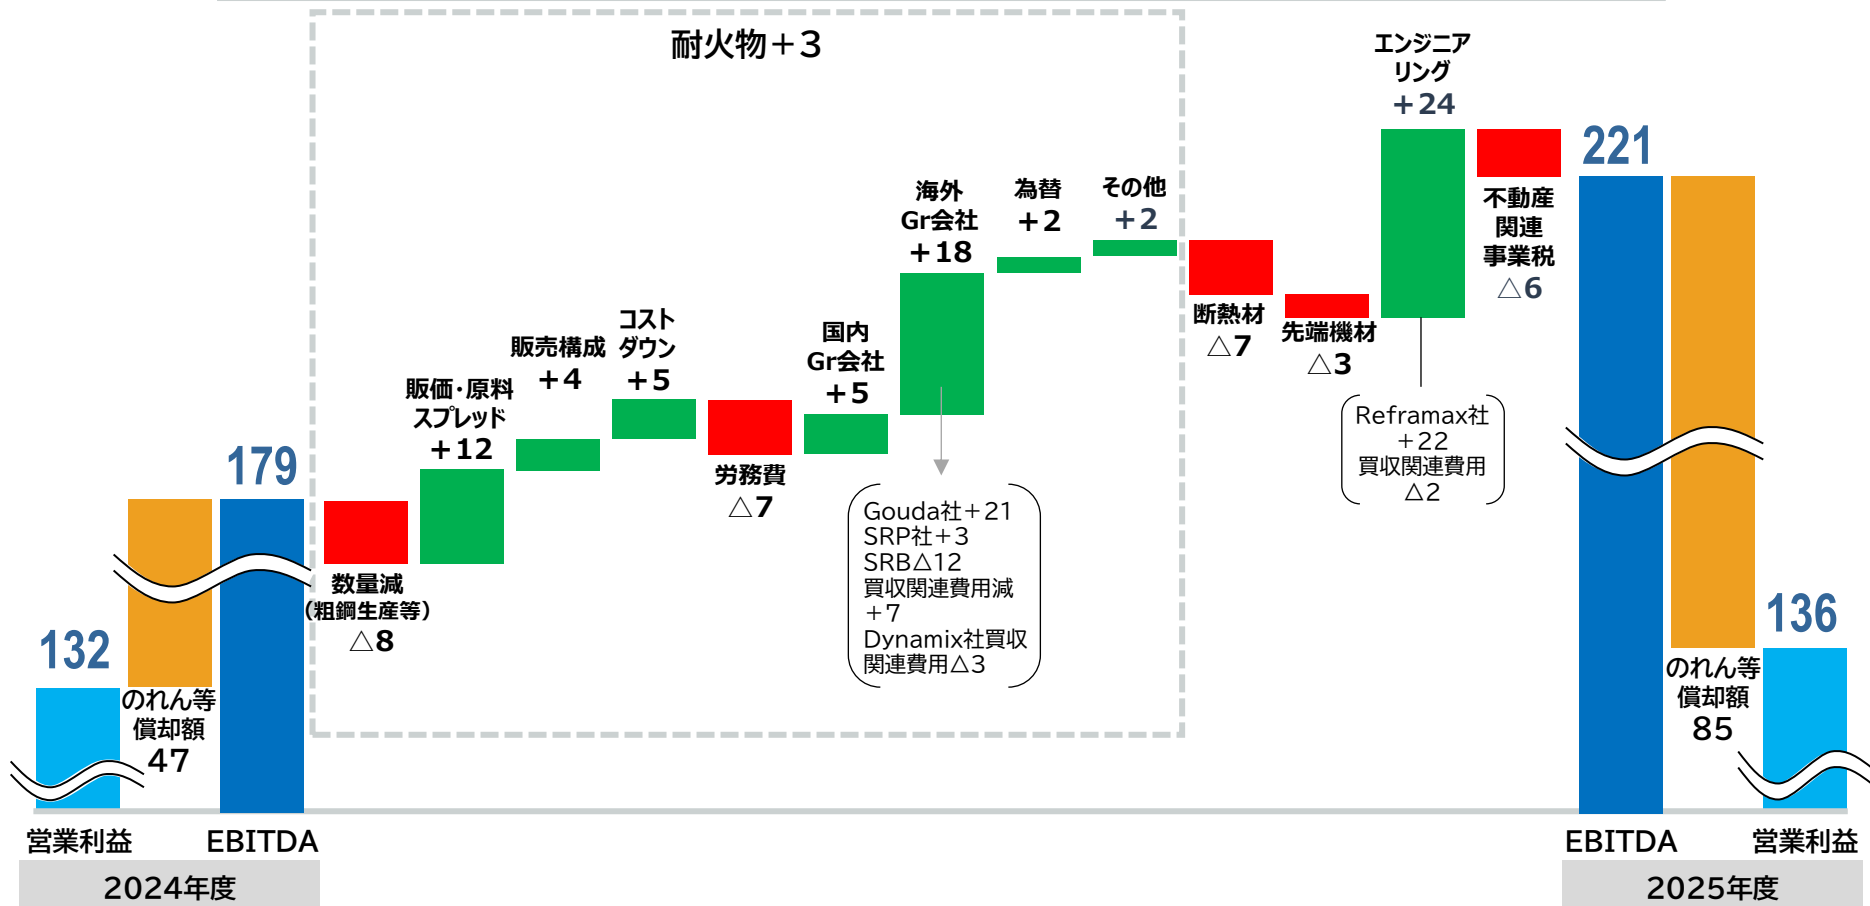 耐火物+3
132
営業利益
のれん等
償却額
47
179
EBITDA
2024年度
数量減
(粗鋼生産等)
△8
販価・原料
スプレッド
+12
販売構成
+4
コスト
ダウン
+5
労務費
△7
国内
Gr会社
+5
海外
Gr会社
+18
Gouda社+21
SRP社+3
SRB△12
買収関連費用減
+7
Dynamix社買収
関連費用△3
為替
+2
その他
+2
断熱材
△7
先端機材
△3
エンジニア
リング
+24
Reframax社
+22
買収関連費用
△2
不動産
関連
事業税
△6
221
EBITDA
のれん等
償却額
85
136
営業利益
2025年度